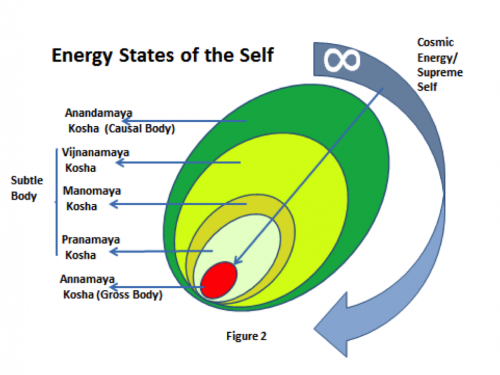 Energy States of the Self
∞
Cosmic
Energy/
Supreme
Self
Anandamaya
Kosha (Causal Body)
Vijnanamaya
Kosha
Subtle
Body
Manomaya
Kosha
Pranamaya
Kosha
Annamaya
Kosha (Gross Body)
Figure 2